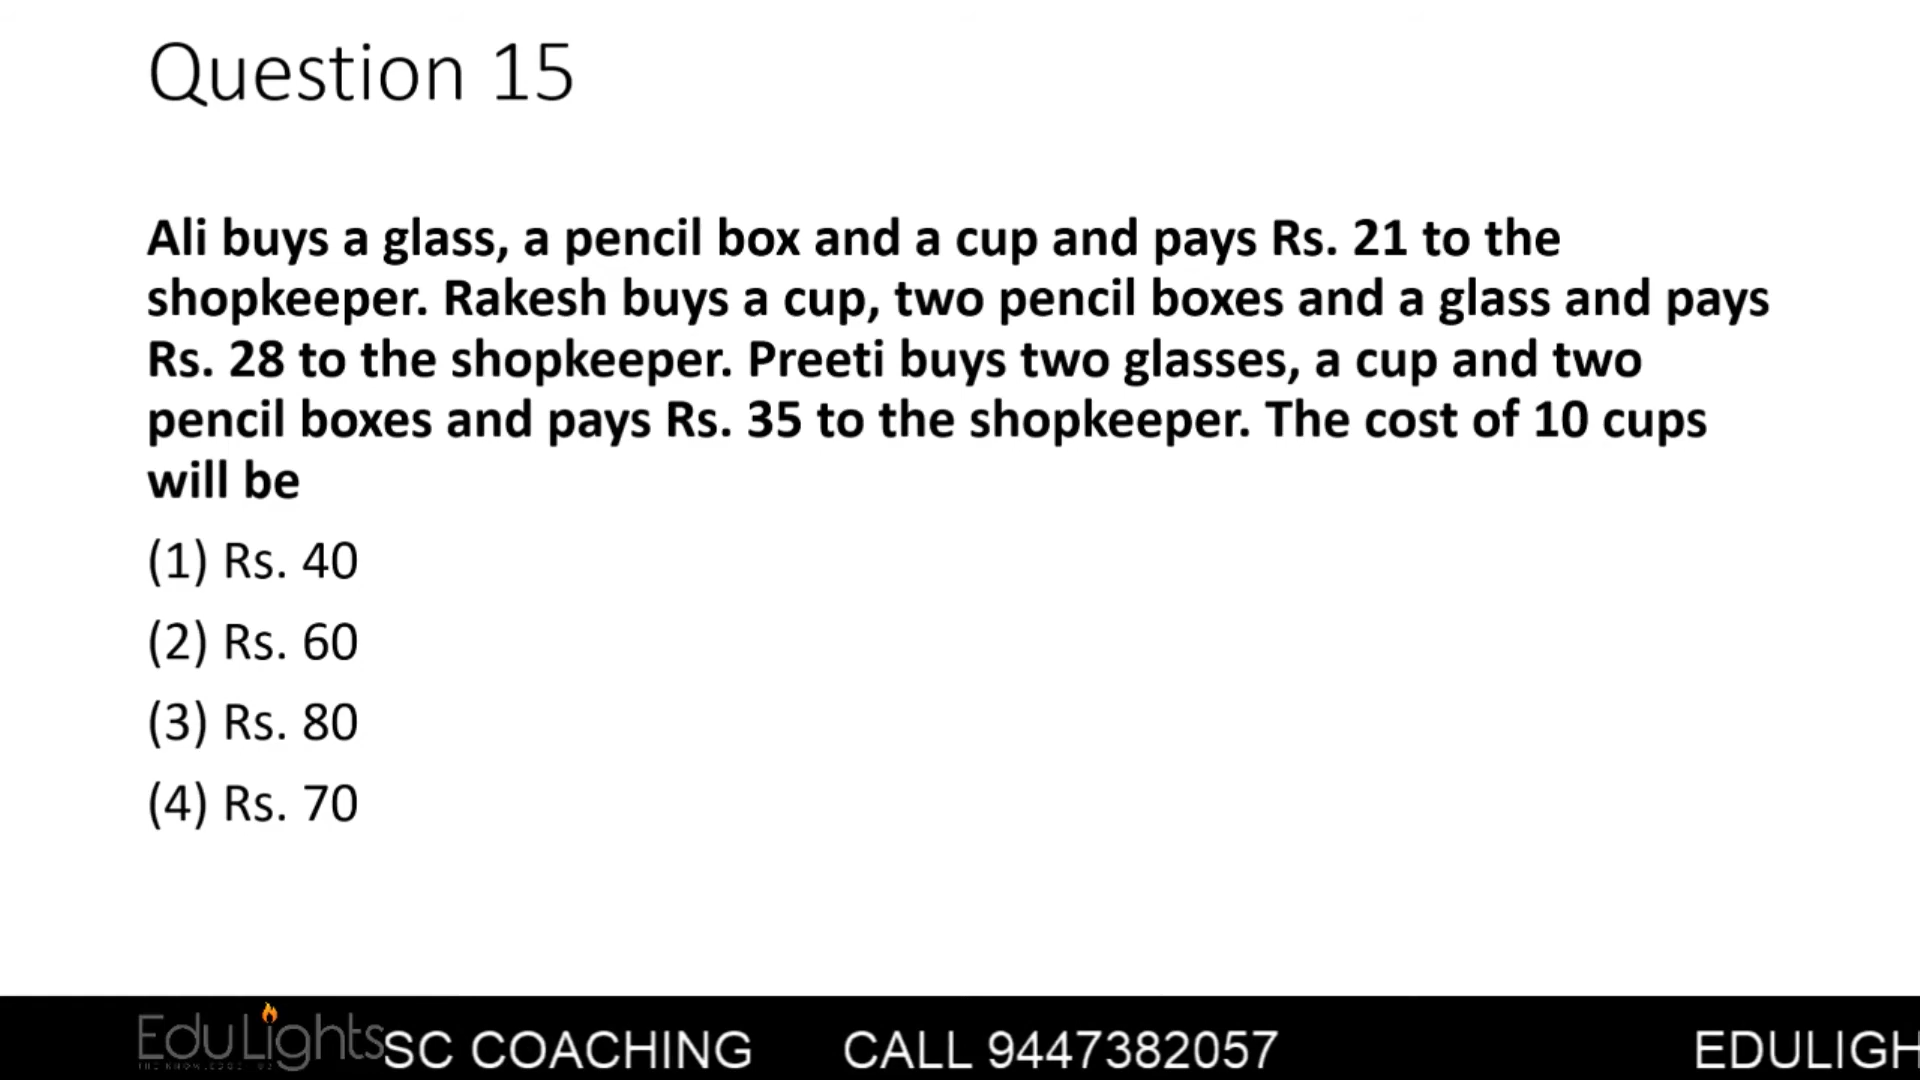 Question 15
Ali buys a glass, a pencil box and a cup and pays Rs. 21 to the
shopkeeper. Rakesh buys a cup, two pencil boxes and a glass and pays
Rs. 28 to the shopkeeper. Preeti buys two glasses, a cup and two
pencil boxes and pays Rs. 35 to the shopkeeper. The cost of 10 cups
will be
(1) Rs. 40
(2) Rs. 60
(3) Rs. 80
(4) Rs. 70
EduLights SC COACHING CALL 9447382057 EDULIGH